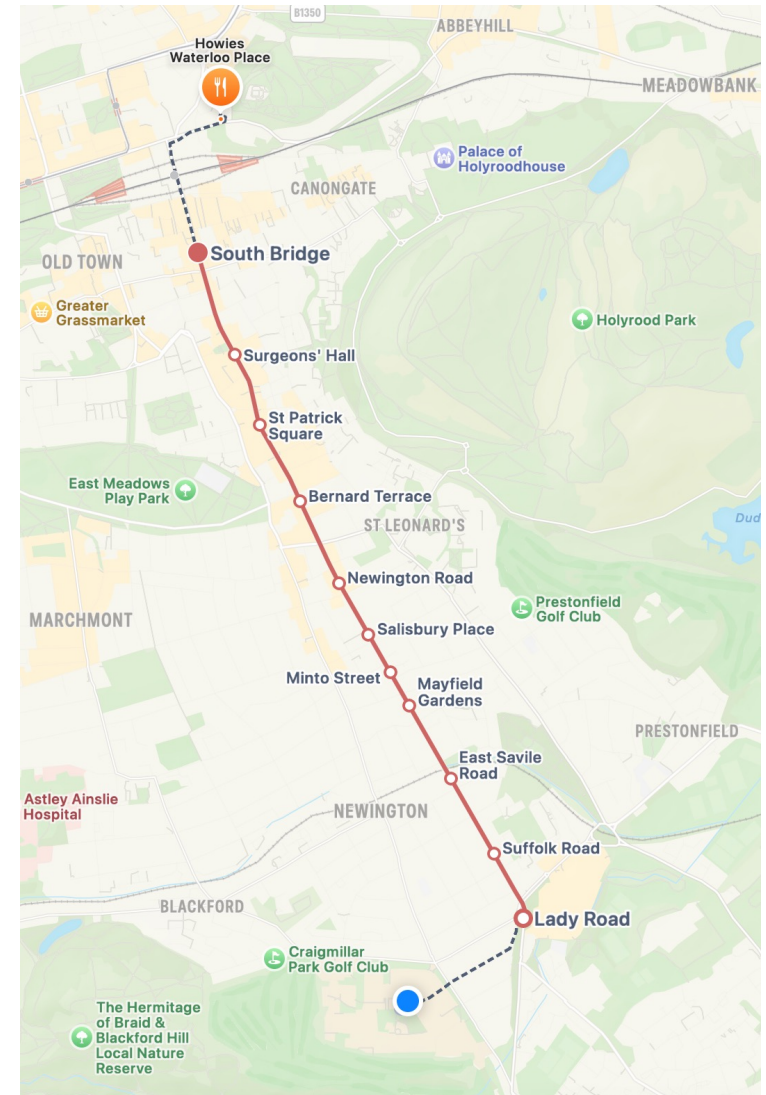 B1350
ABBEYHILL
Howies
Waterloo Place
MEADOWBANK
Palace of
Holyroodhouse
CANONGATE
South Bridge
OLD TOWN
Greater
Grassmarket
Holyrood Park
Surgeons' Hall
St Patrick
Square
East Meadows
Play Park
Bernard Terrace
ST LEONARD'S
Dud
Newington Road
Prestonfield
Golf Club
MARCHMONT
Salisbury Place
Minto Street
Mayfield
Gardens
PRESTONFIELD
East Savile
Road
Astley Ainslie
Hospital
NEWINGTON
Suffolk Road
BLACKFORD
Lady Road
Craigmillar
Park Golf Club
The Hermitage
of Braid &
Blackford Hill
Local Nature
Reserve